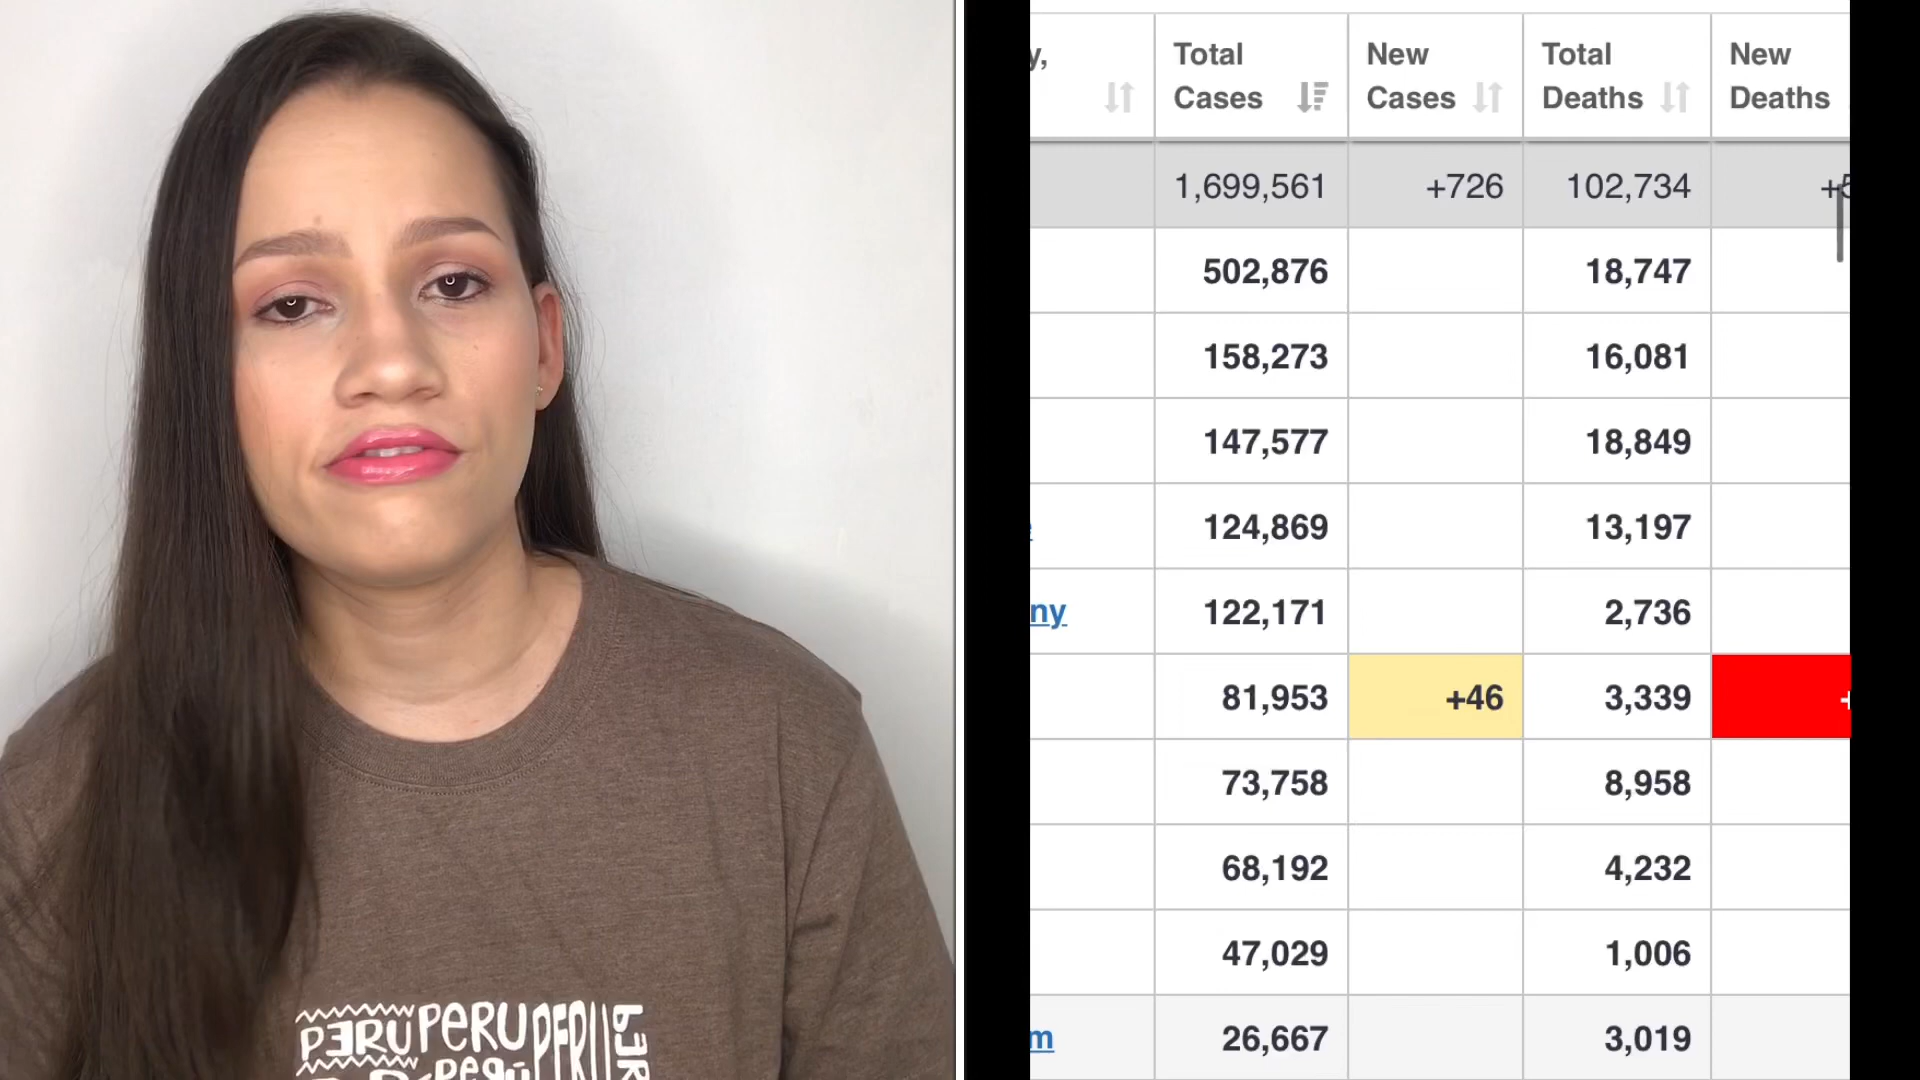 y,
Total Cases
New Cases
Total Deaths
New Deaths
1,699,561 +726 102,734
502,876 18,747
158,273 16,081
147,577 18,849
124,869 13,197
ny 122,171 2,736
81,953 +46 3,339 +
73,758 8,958
68,192 4,232
47,029 1,006
m 26,667 3,019
PERU PERU PERU PER
PERÚ